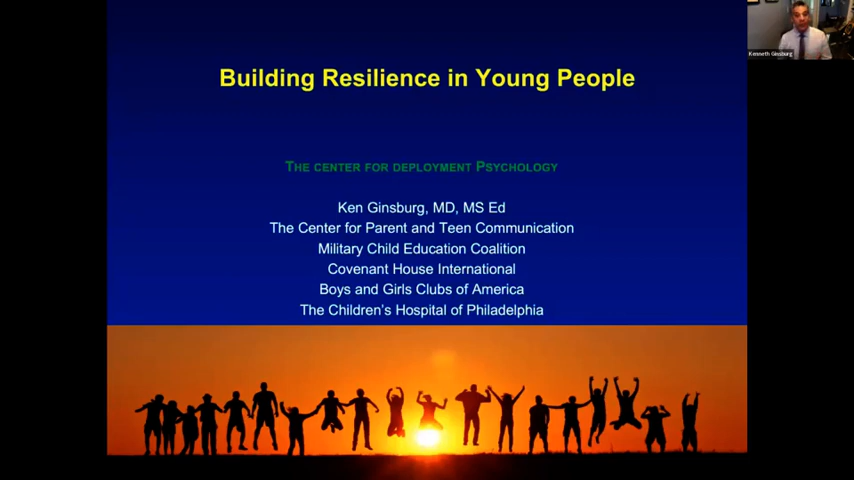 Building Resilience in Young People
THE CENTER FOR DEPLOYMENT PSYCHOLOGY
Ken Ginsburg, MD, MS Ed
The Center for Parent and Teen Communication
Military Child Education Coalition
Covenant House International
Boys and Girls Clubs of America
The Children's Hospital of Philadelphia
Kenneth Ginsburg